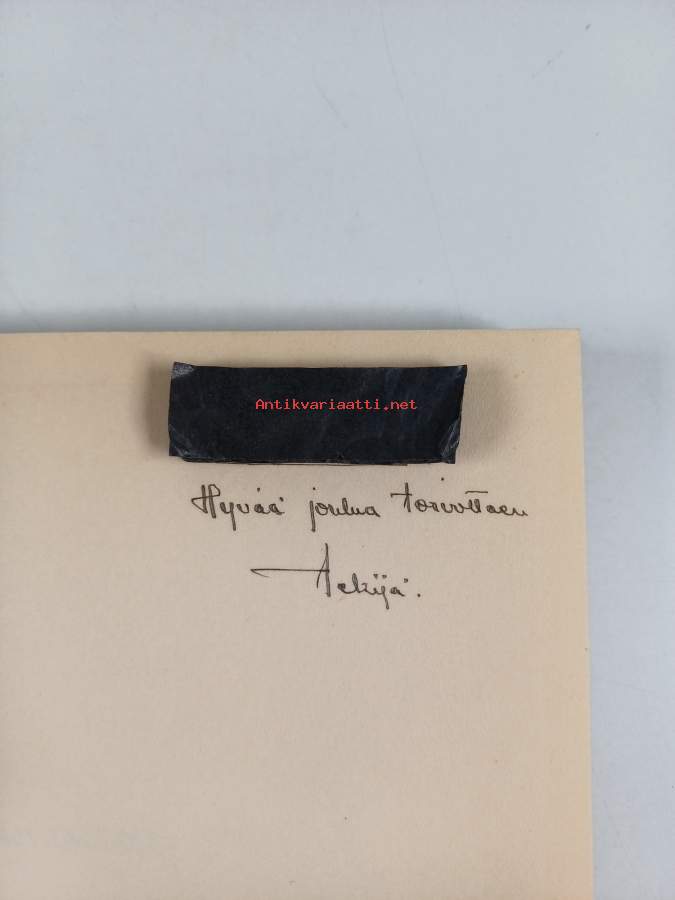 Antikvariaatti.net
Hyvää joulua toivottaen
Tekijä.